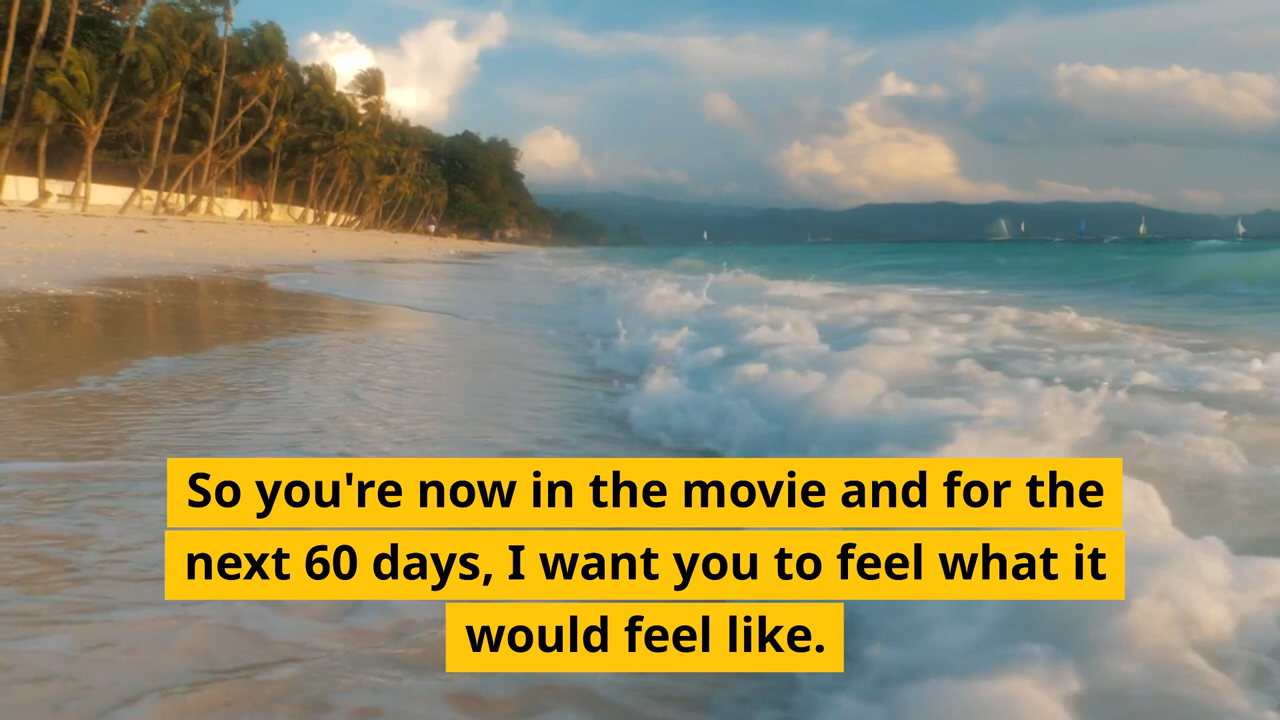 So you're now in the movie and for the
next 60 days, I want you to feel what it
would feel like.